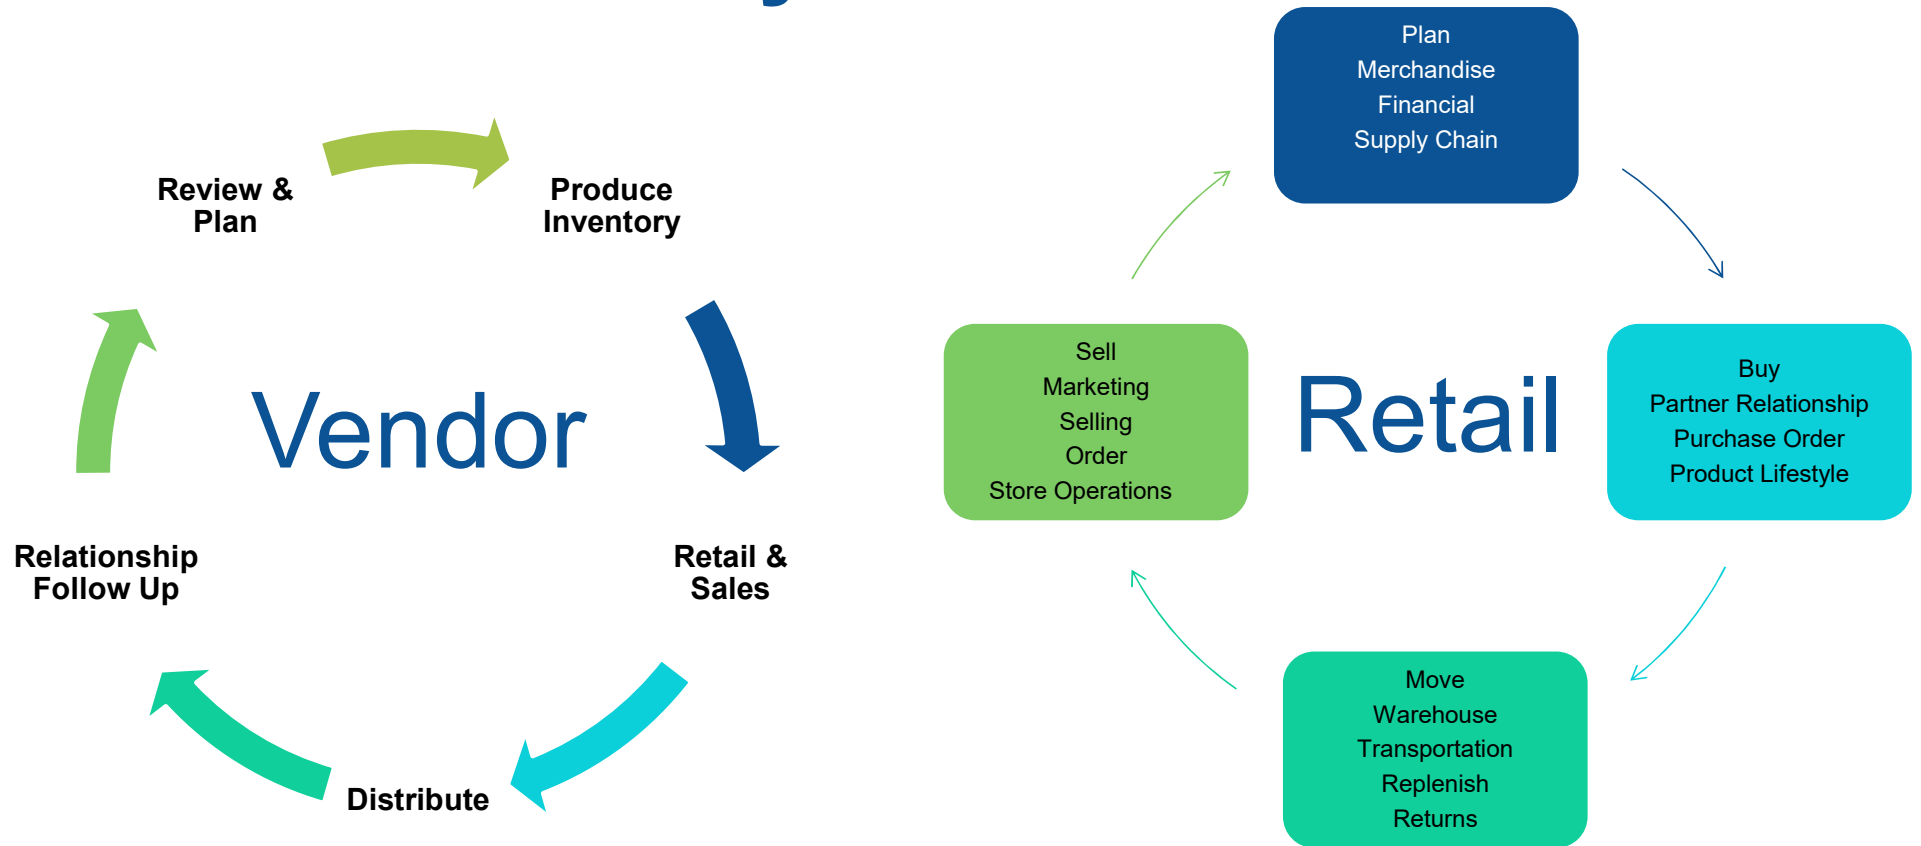 Review &
Plan
Produce
Inventory
Vendor
Relationship
Follow Up
Retail &
Sales
Distribute
Plan
Merchandise
Financial
Supply Chain
Sell
Marketing
Selling
Order
Store Operations
Retail
Buy
Partner Relationship
Purchase Order
Product Lifestyle
Move
Warehouse
Transportation
Replenish
Returns